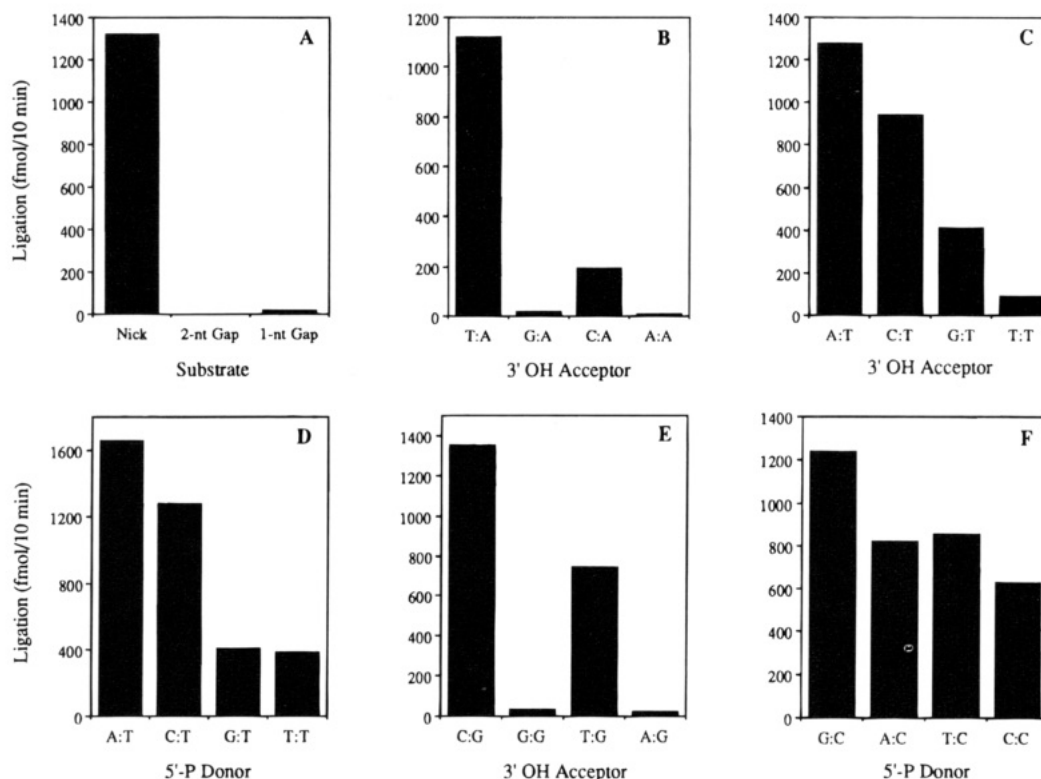 A
Ligation (fmol/10 min)
1400
1200
1000
800
600
400
200
0
Nick 2-nt Gap 1-nt Gap
Substrate
B
1200
1000
800
600
400
200
0
T:A G:A C:A A:A
3' OH Acceptor
C
1400
1200
1000
800
600
400
200
0
A:T C:T G:T T:T
3' OH Acceptor
D
Ligation (fmol/10 min)
1600
1200
800
400
0
A:T C:T G:T T:T
5'-P Donor
E
1400
1200
1000
800
600
400
200
0
C:G G:G T:G A:G
3' OH Acceptor
F
1400
1200
1000
800
600
400
200
0
G:C A:C T:C C:C
5'-P Donor